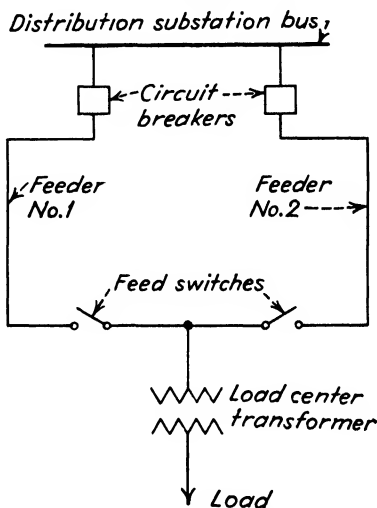 Distribution substation bus
Circuit
breakers
Feeder
No.1
Feeder
No.2
Feed switches
Load center
transformer
Load